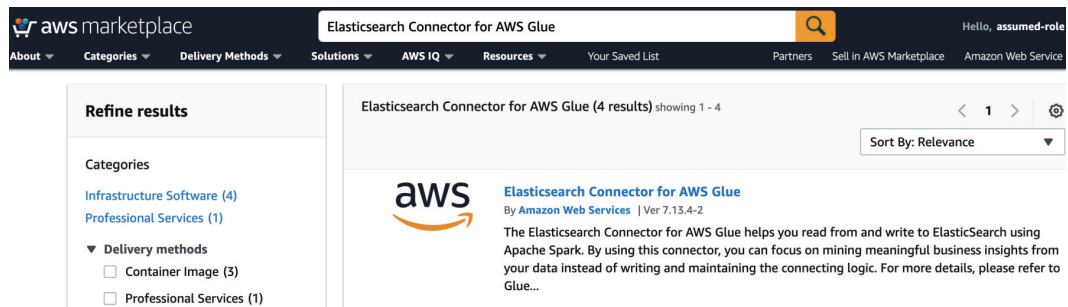 aws marketplace
Elasticsearch Connector for AWS Glue
Hello, assumed-role
About
Categories
Delivery Methods
Solutions
AWS IQ
Resources
Your Saved List
Partners
Sell in AWS Marketplace
Amazon Web Service
Refine results
Categories
Infrastructure Software (4)
Professional Services (1)
Delivery methods
Container Image (3)
Professional Services (1)
Elasticsearch Connector for AWS Glue (4 results) showing 1 - 4
1
Sort By: Relevance
aws
Elasticsearch Connector for AWS Glue
By Amazon Web Services | Ver 7.13.4-2
The Elasticsearch Connector for AWS Glue helps you read from and write to ElasticSearch using
Apache Spark. By using this connector, you can focus on mining meaningful business insights from
your data instead of writing and maintaining the connecting logic. For more details, please refer to
Glue...